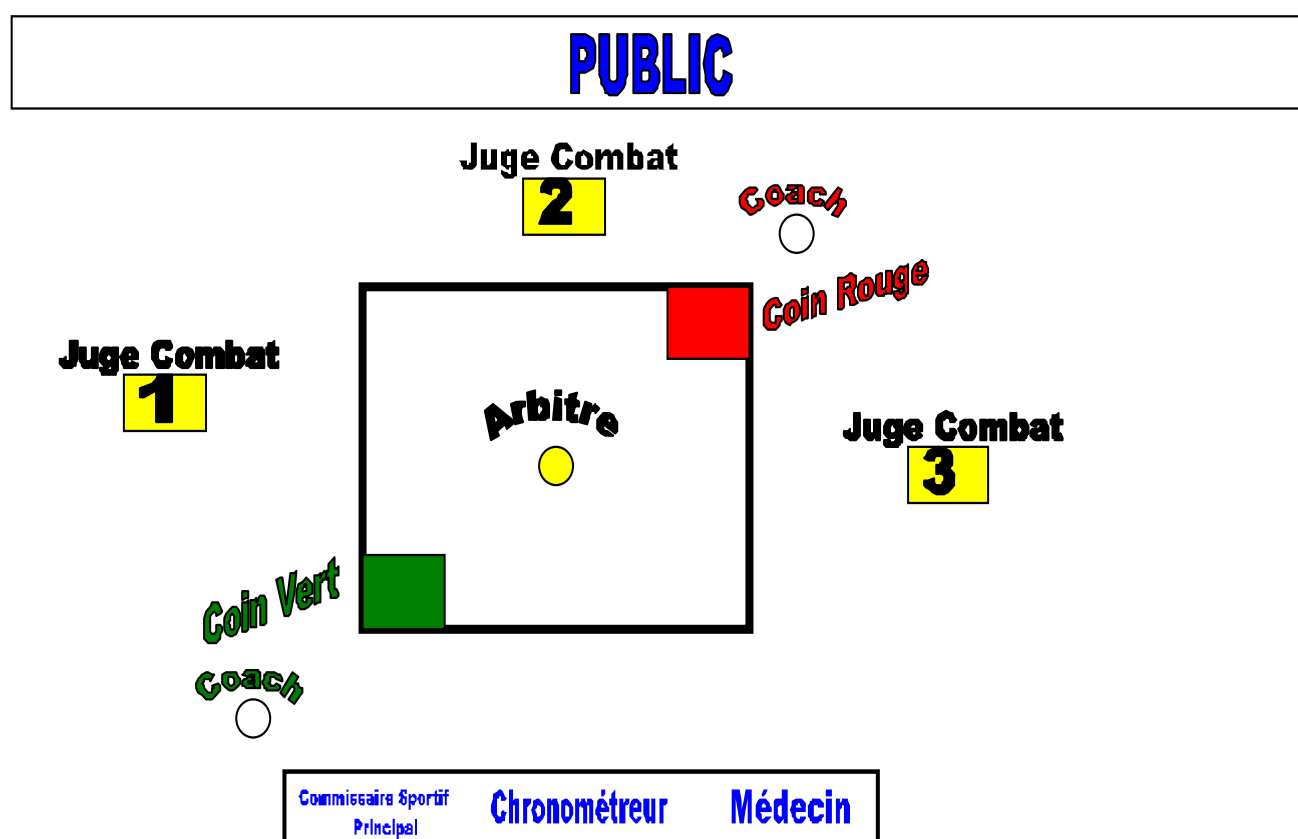 PUBLIC
Juge Combat
2
Coach
Coin Rouge
Juge Combat
1
Arbitre
Juge Combat
3
Coin Vert
Coach
Commissaire Sportif
Principal
Chronométreur
Médecin